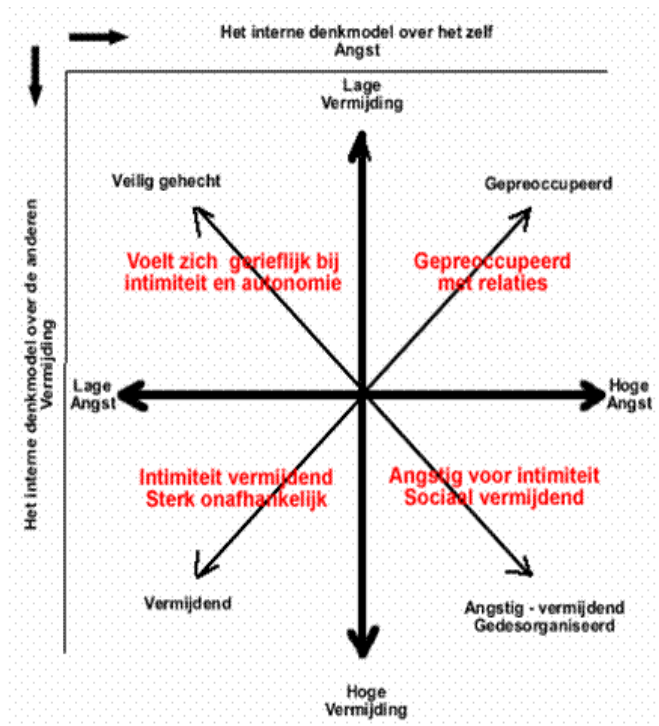 Het interne denkmodel over het zelf
Angst
Het interne denkmodel over de anderen
Vermijding
Lage
Vermijding
Veilig gehecht
Gepreoccupeerd
Voelt zich gerieflijk bij
intimiteit en autonomie
Gepreoccupeerd
met relaties
Lage
Angst
Hoge
Angst
Intimiteit vermijdend
Sterk onafhankelijk
Angstig voor intimiteit
Sociaal vermijdend
Vermijdend
Angstig - vermijdend
Gedesorganiseerd
Hoge
Vermijding